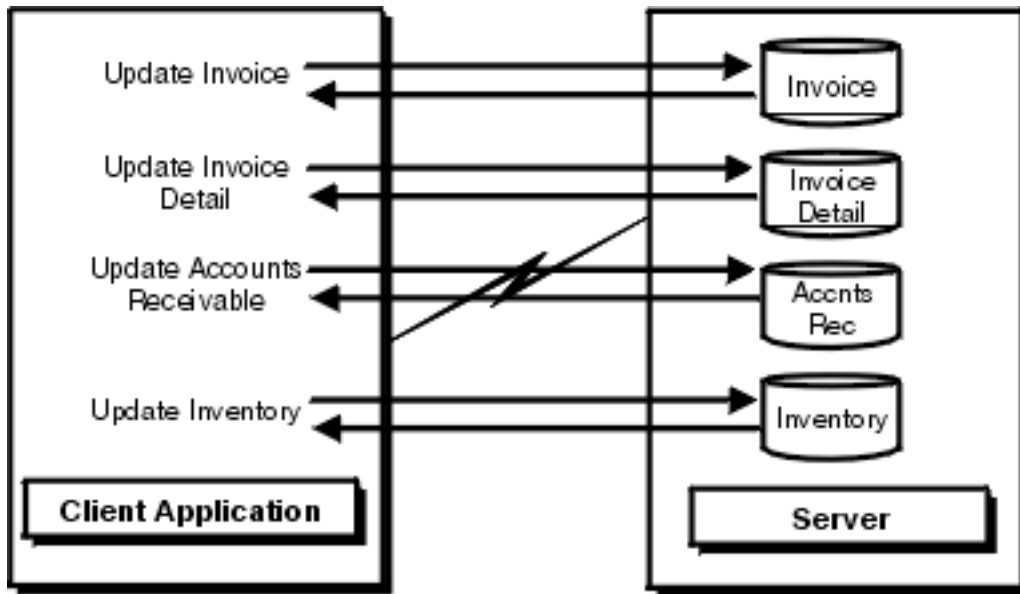 Update Invoice
Invoice
Update Invoice
Detail
Invoice
Detail
Update Accounts
Receivable
Accnts
Rec
Update Inventory
Inventory
Client Application
Server